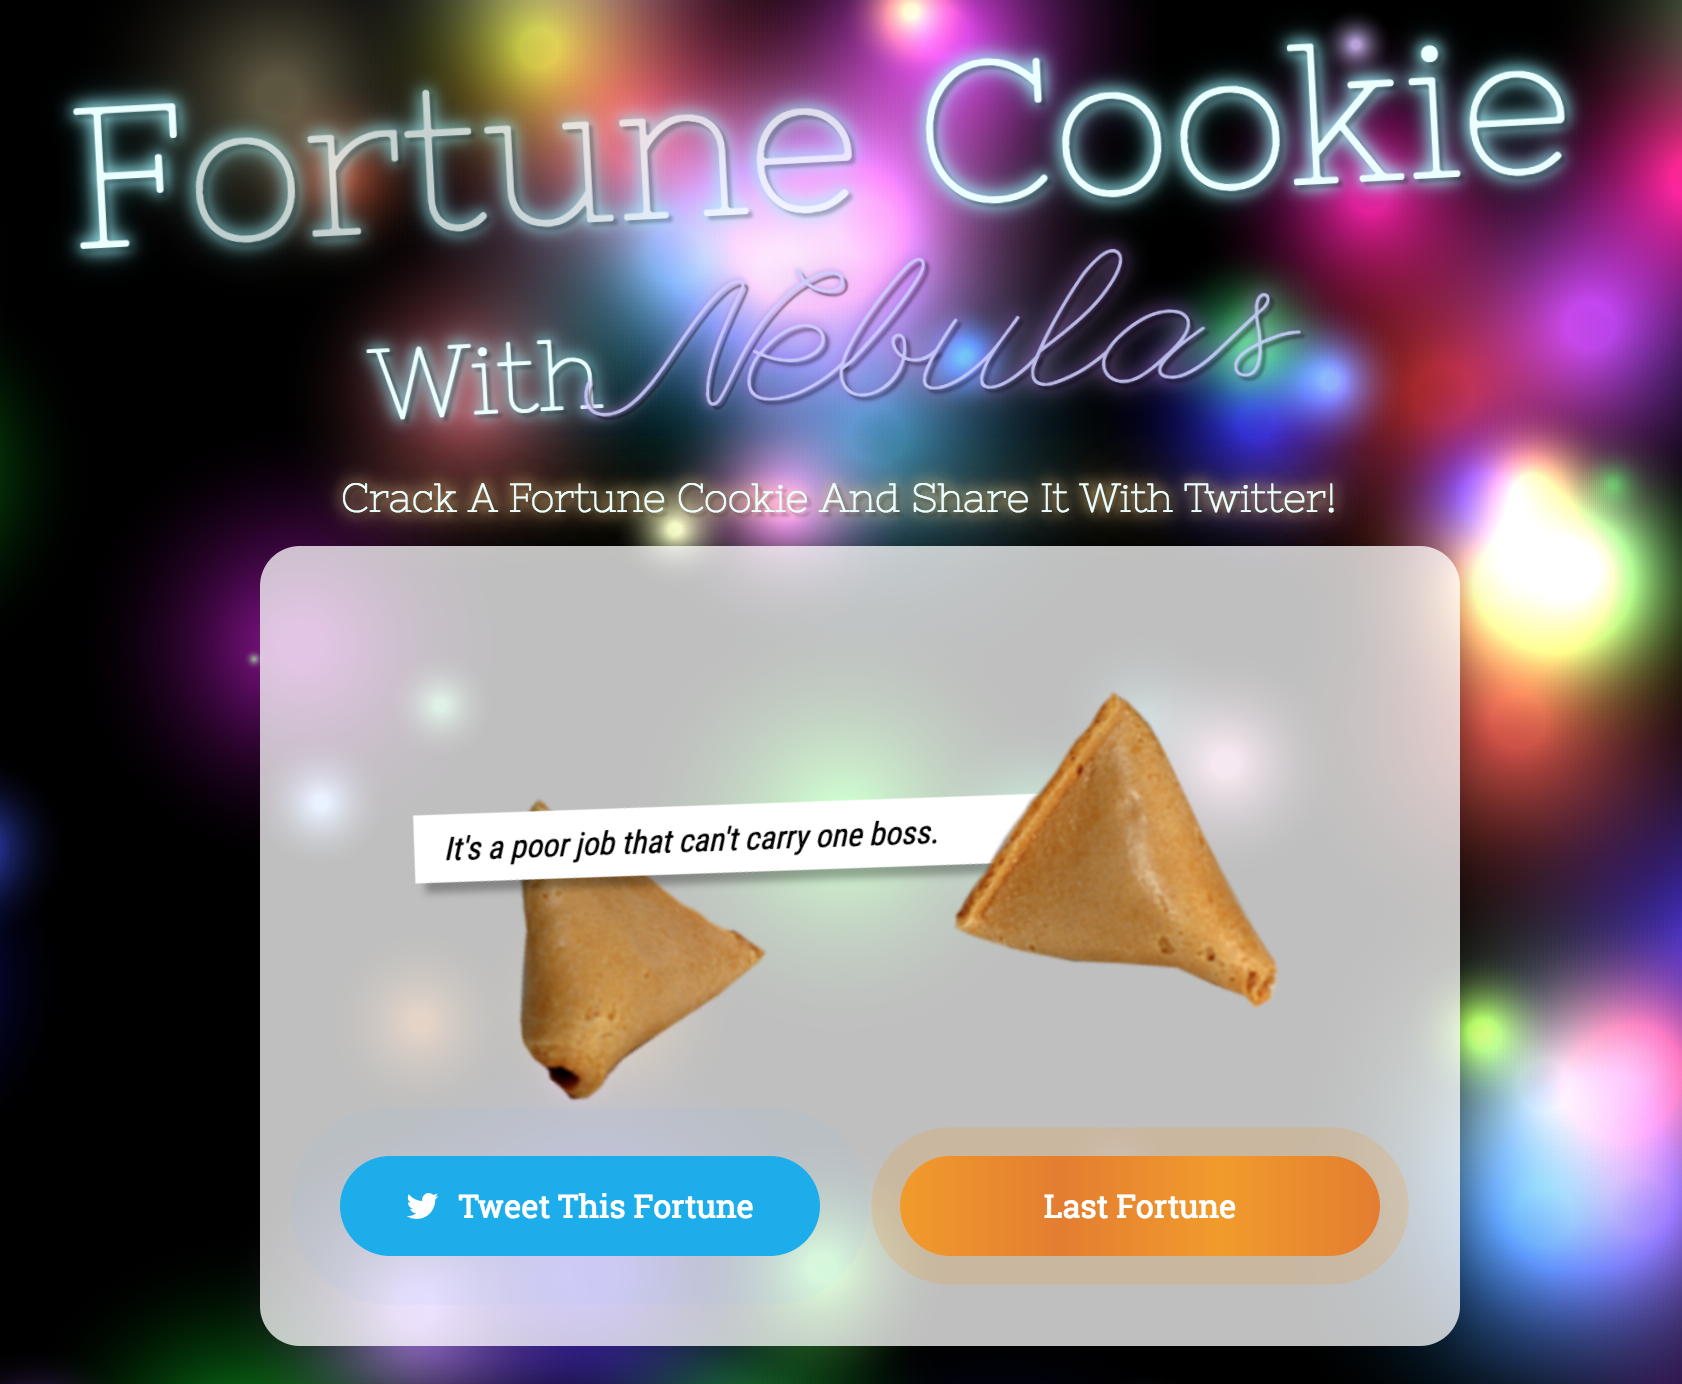 Fortune Cookie
With Nebulas
Crack A Fortune Cookie And Share It With Twitter!
It's a poor job that can't carry one boss.
Tweet This Fortune
Last Fortune